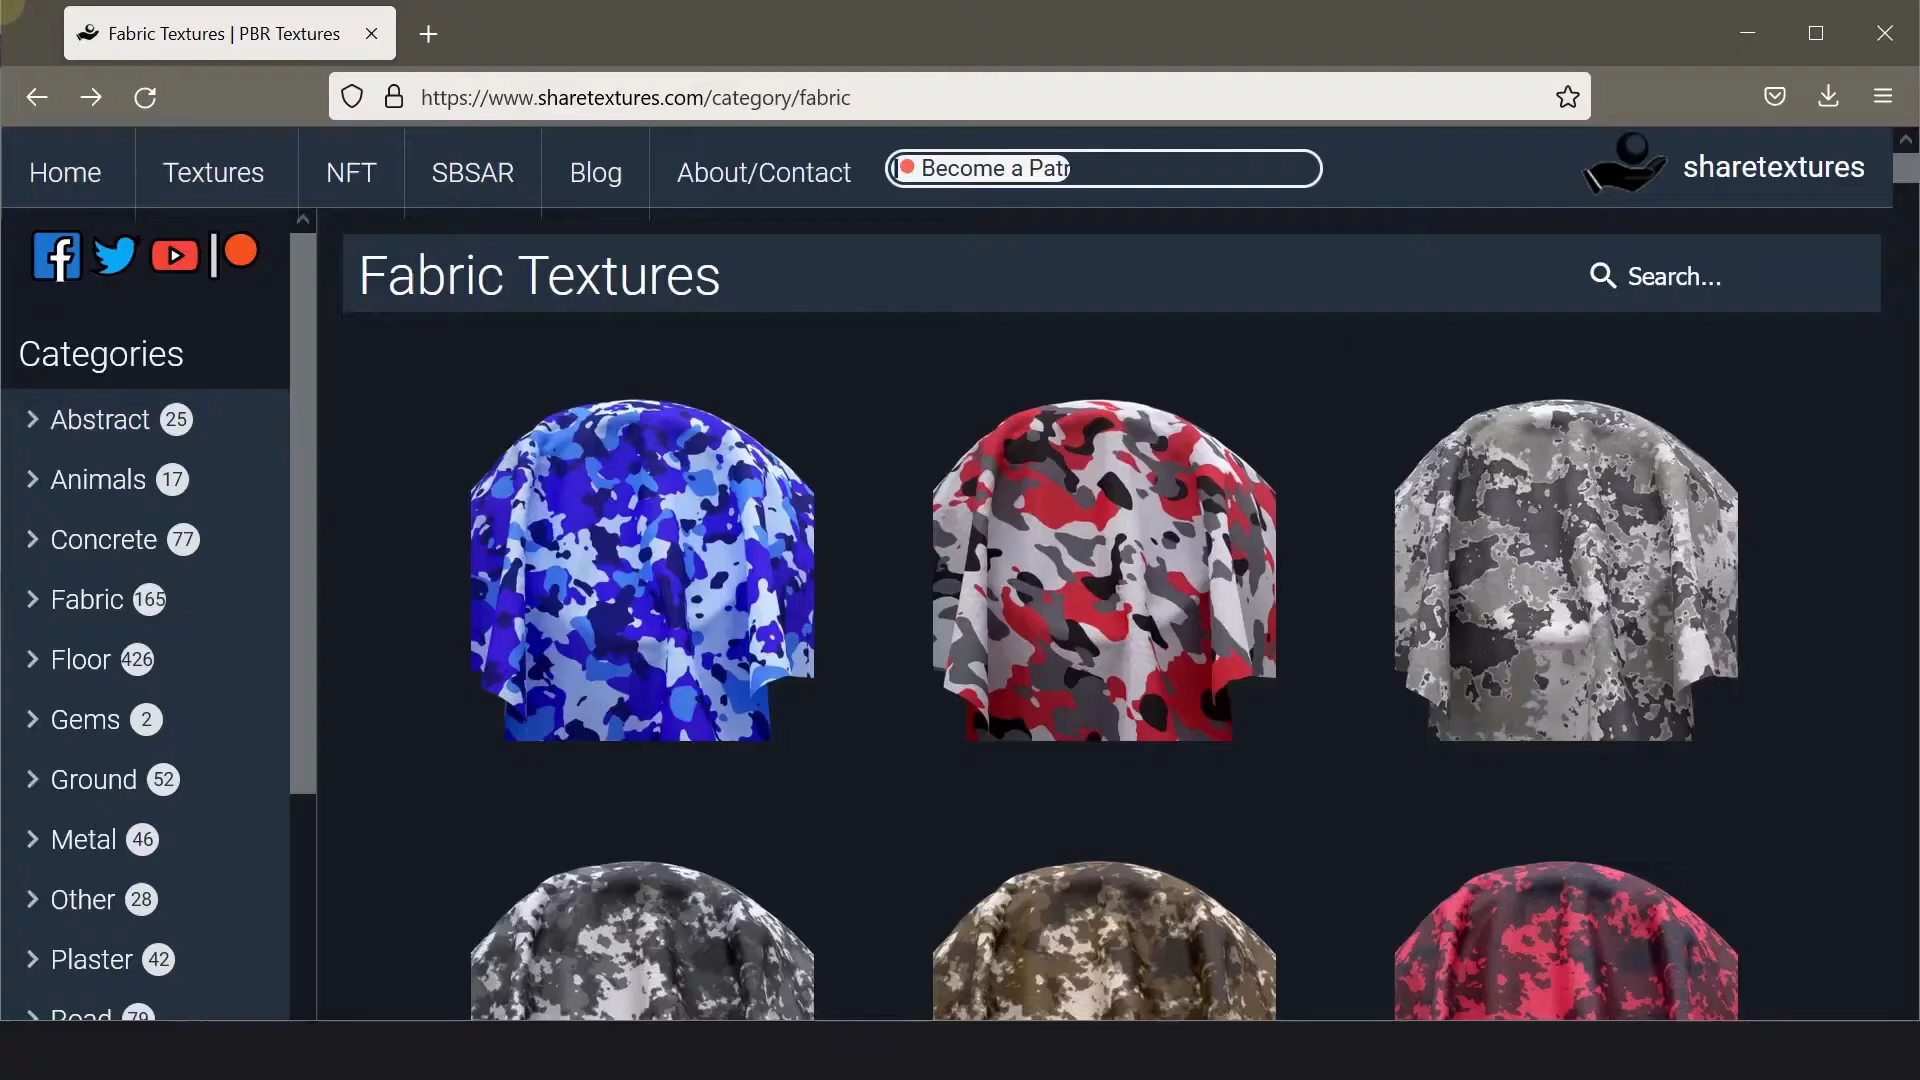 Fabric Textures | PBR Textures
https://www.sharetextures.com/category/fabric
Home Textures NFT SBSAR Blog About/Contact Become a Patr sharetextures
Fabric Textures Search...
Categories
Abstract 25
Animals 17
Concrete 77
Fabric 165
Floor 426
Gems 2
Ground 52
Metal 46
Other 28
Plaster 42
Road 79